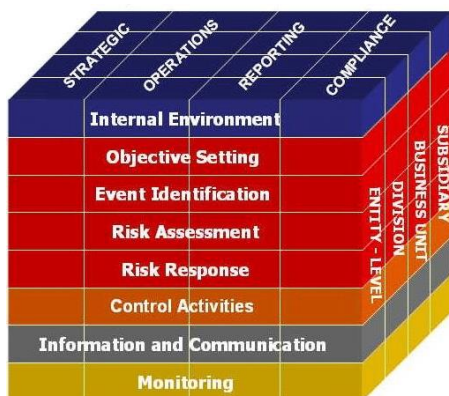 STRATEGIC
OPERATIONS
REPORTING
COMPLIANCE
Internal Environment
Objective Setting
Event Identification
Risk Assessment
Risk Response
Control Activities
Information and Communication
Monitoring
ENTITY - LEVEL
DIVISION
BUSINESS UNIT
SUBSIDIARY